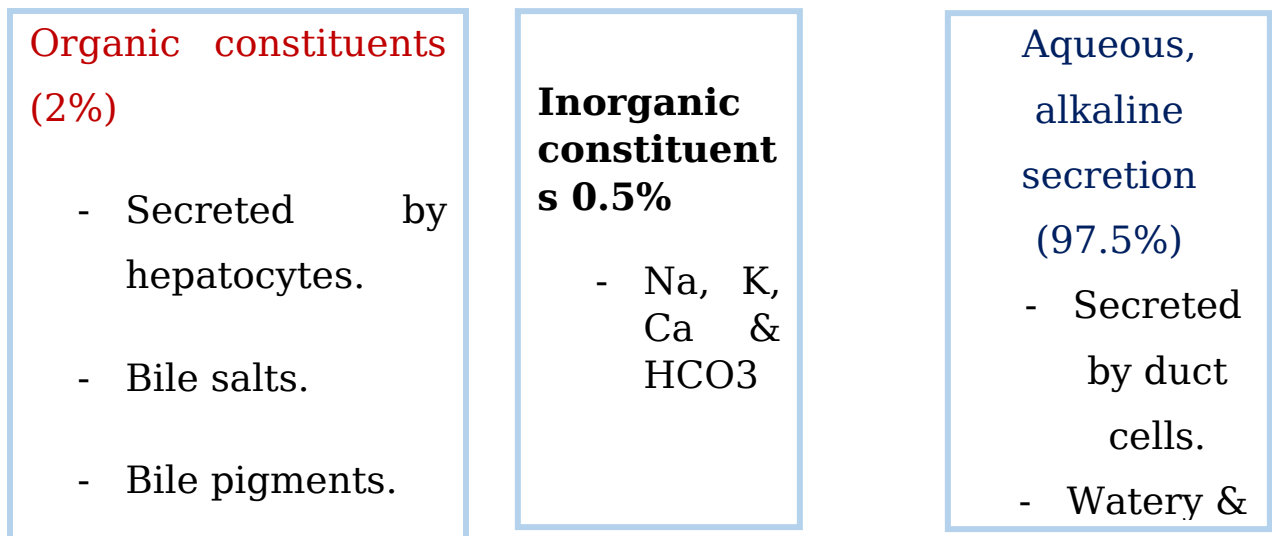 Organic constituents
(2%)
- Secreted by
hepatocytes.
- Bile salts.
- Bile pigments.
Inorganic
constituent
s 0.5%
- Na, K,
Ca &
HCO3
Aqueous,
alkaline
secretion
(97.5%)
- Secreted
by duct
cells.
- Watery &